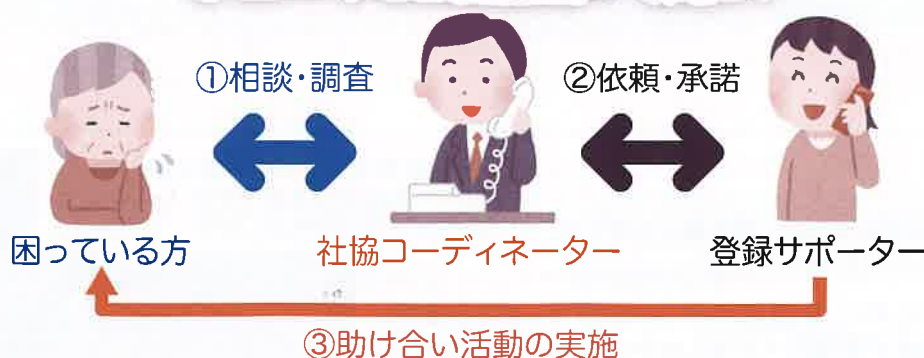 ①相談・調査
②依頼・承諾
困っている方
社協コーディネーター
登録サポーター
③助け合い活動の実施